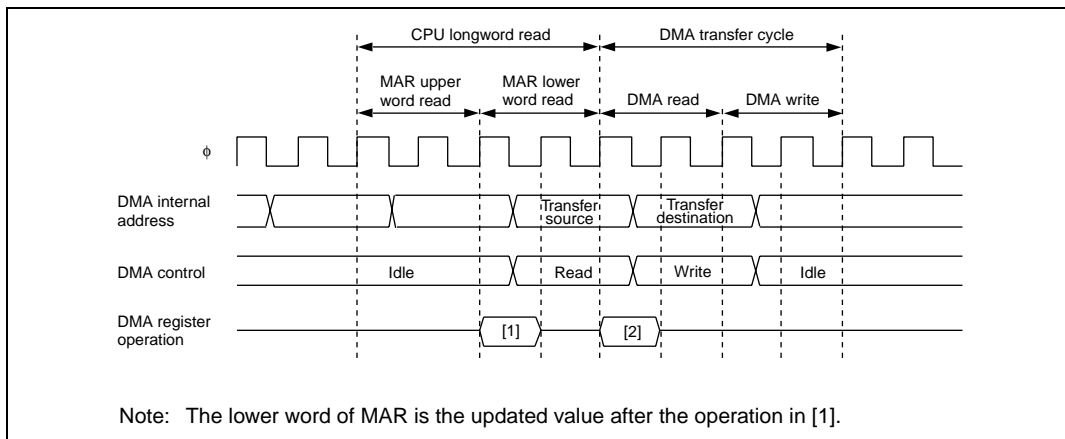 CPU longword read DMA transfer cycle
MAR upper
word read
MAR lower
word read
DMA read DMA write
ϕ
DMA internal
address
Transfer
source
Transfer
destination
DMA control
Idle Read Write Idle
DMA register
operation
[1] [2]
Note: The lower word of MAR is the updated value after the operation in [1].